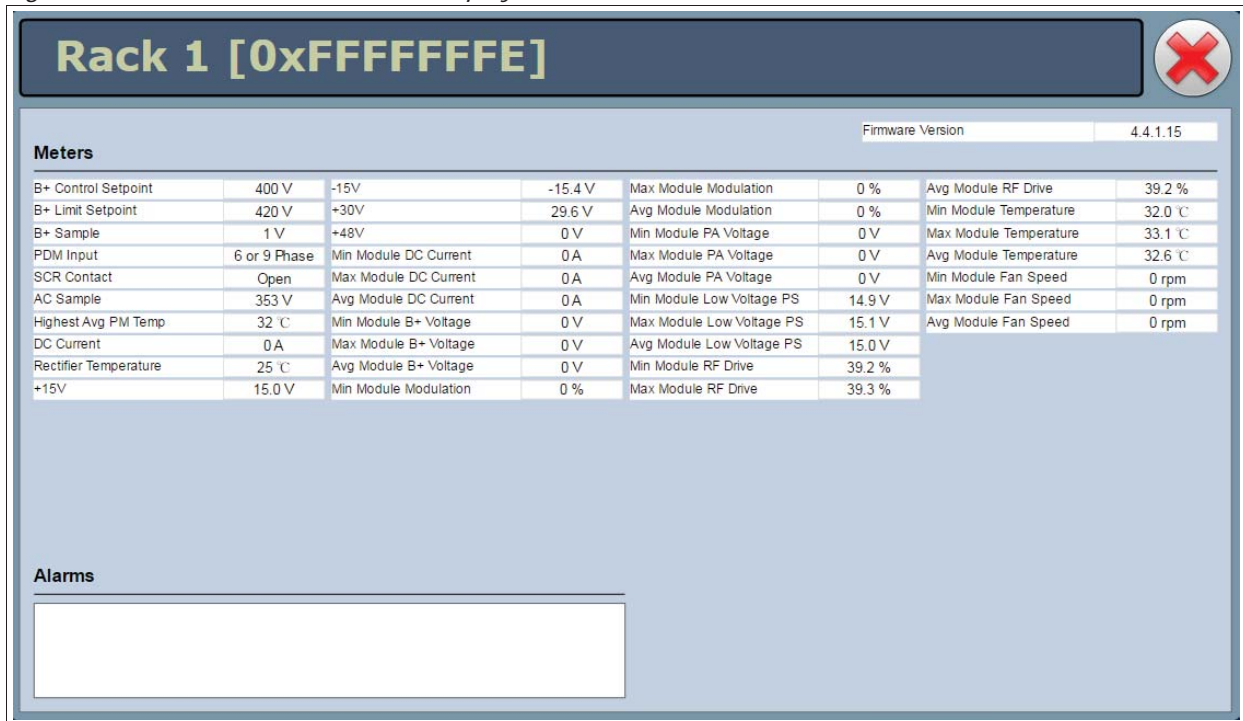 Rack 1 [0xFFFFFFFE]
Firmware Version 4.4.1.15
Meters
B+ Control Setpoint 400 V -15V -15.4 V Max Module Modulation 0 % Avg Module RF Drive 39.2 %
B+ Limit Setpoint 420 V +30V 29.6 V Avg Module Modulation 0 % Min Module Temperature 32.0 °C
B+ Sample 1 V +48V 0 V Min Module PA Voltage 0 V Max Module Temperature 33.1 °C
PDM Input 6 or 9 Phase Min Module DC Current 0 A Max Module PA Voltage 0 V Avg Module Temperature 32.6 °C
SCR Contact Open Max Module DC Current 0 A Avg Module PA Voltage 0 V Min Module Fan Speed 0 rpm
AC Sample 353 V Avg Module DC Current 0 A Min Module Low Voltage PS 14.9 V Max Module Fan Speed 0 rpm
Highest Avg PM Temp 32 °C Min Module B+ Voltage 0 V Max Module Low Voltage PS 15.1 V Avg Module Fan Speed 0 rpm
DC Current 0 A Max Module B+ Voltage 0 V Avg Module Low Voltage PS 15.0 V
Rectifier Temperature 25 °C Avg Module B+ Voltage 0 V Min Module RF Drive 39.2 %
+15V 15.0 V Min Module Modulation 0 % Max Module RF Drive 39.3 %
Alarms